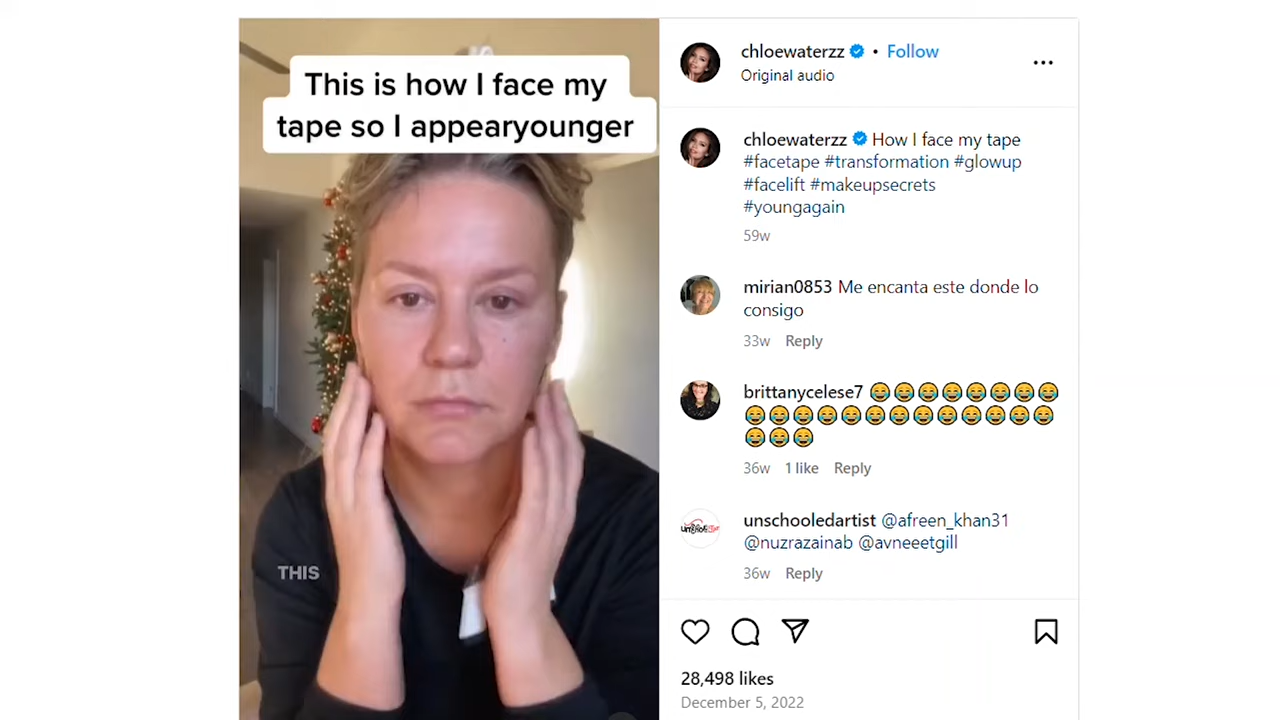 This is how I face my
tape so I appearyounger
THIS
chloewaterzz • Follow
Original audio
chloewaterzz How I face my tape
#facetape #transformation #glowup
#facelift #makeupsecrets
#youngagain
59w
mirian0853 Me encanta este donde lo
consigo
33w Reply
brittanycelese7 😂😂😂😂😂😂😂😂
😂😂😂😂😂😂😂😂😂😂😂😂😂
😂😂😂
36w 1 like Reply
unschooledartist @afreen_khan31
@nuzrazainab @avneeetgill
36w Reply
28,498 likes
December 5, 2022